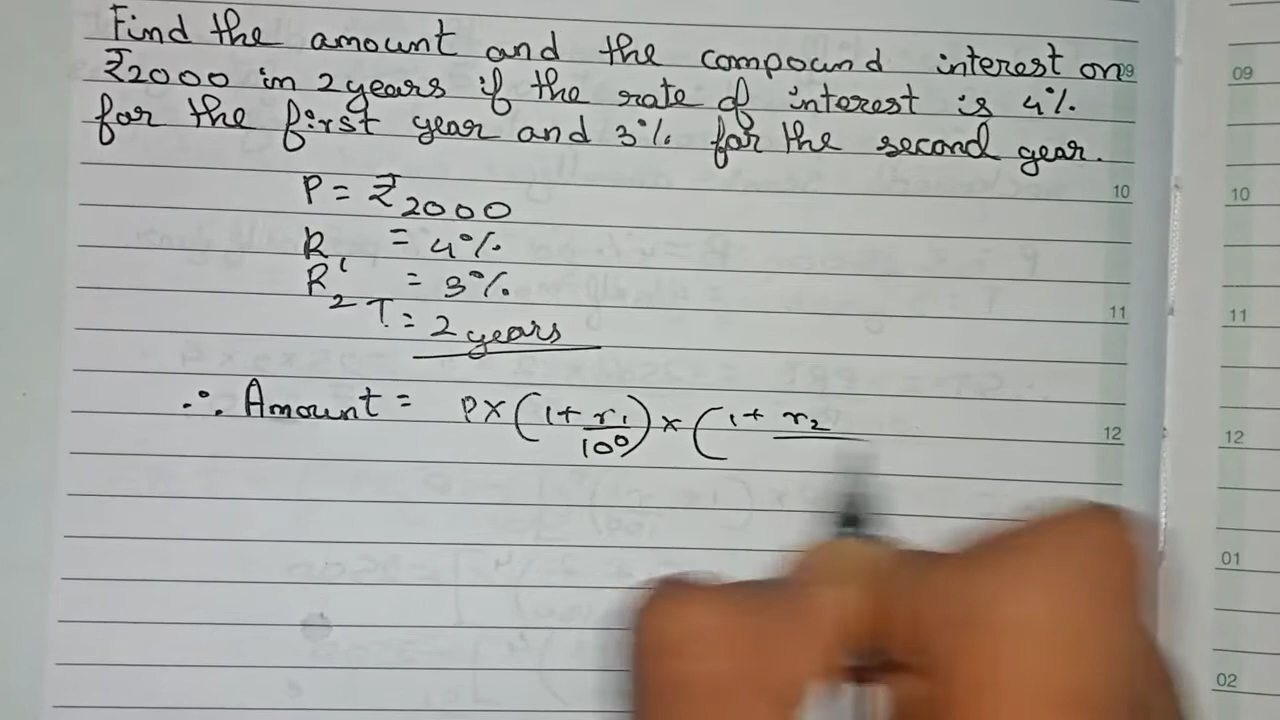 Find the amount and the compound interest on
₹2000 in 2 years if the rate of interest is 4%
for the first year and 3% for the second year.
P = ₹2000
R1 = 4%
R2 = 3%
T = 2 years
∴ Amount = P × (1 + r1/100) × (1 + r2
09
10
11
12
09
10
11
12
01
02